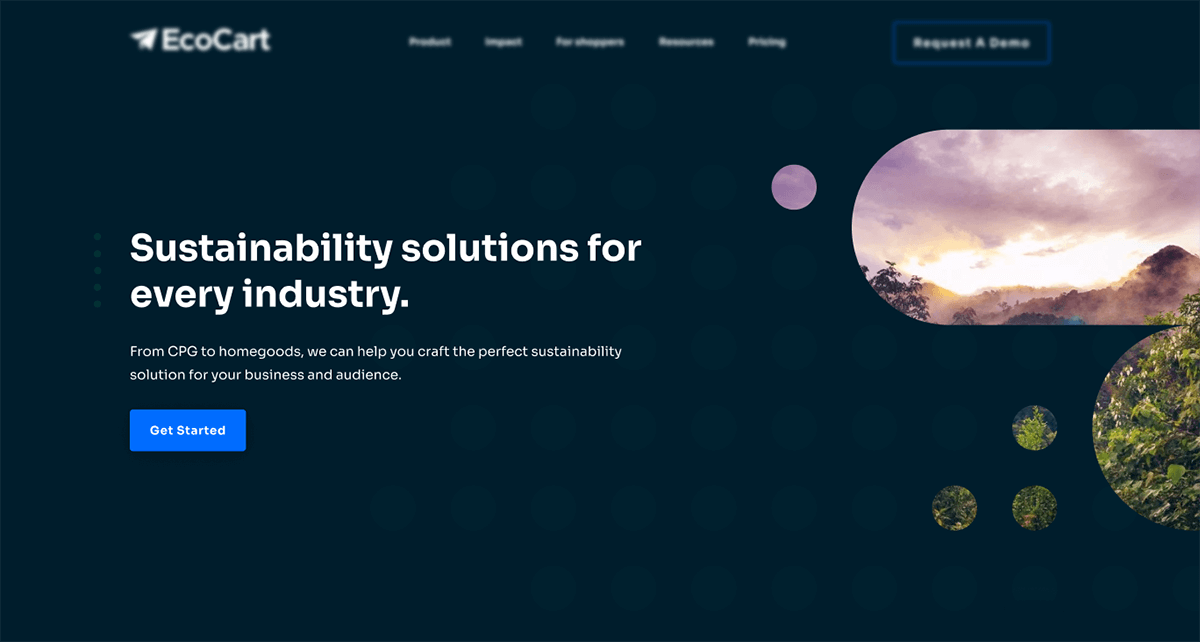 EcoCart
Product Impact For shoppers Resources Pricing Request A Demo
Sustainability solutions for
every industry.
From CPG to homegoods, we can help you craft the perfect sustainability
solution for your business and audience.
Get Started